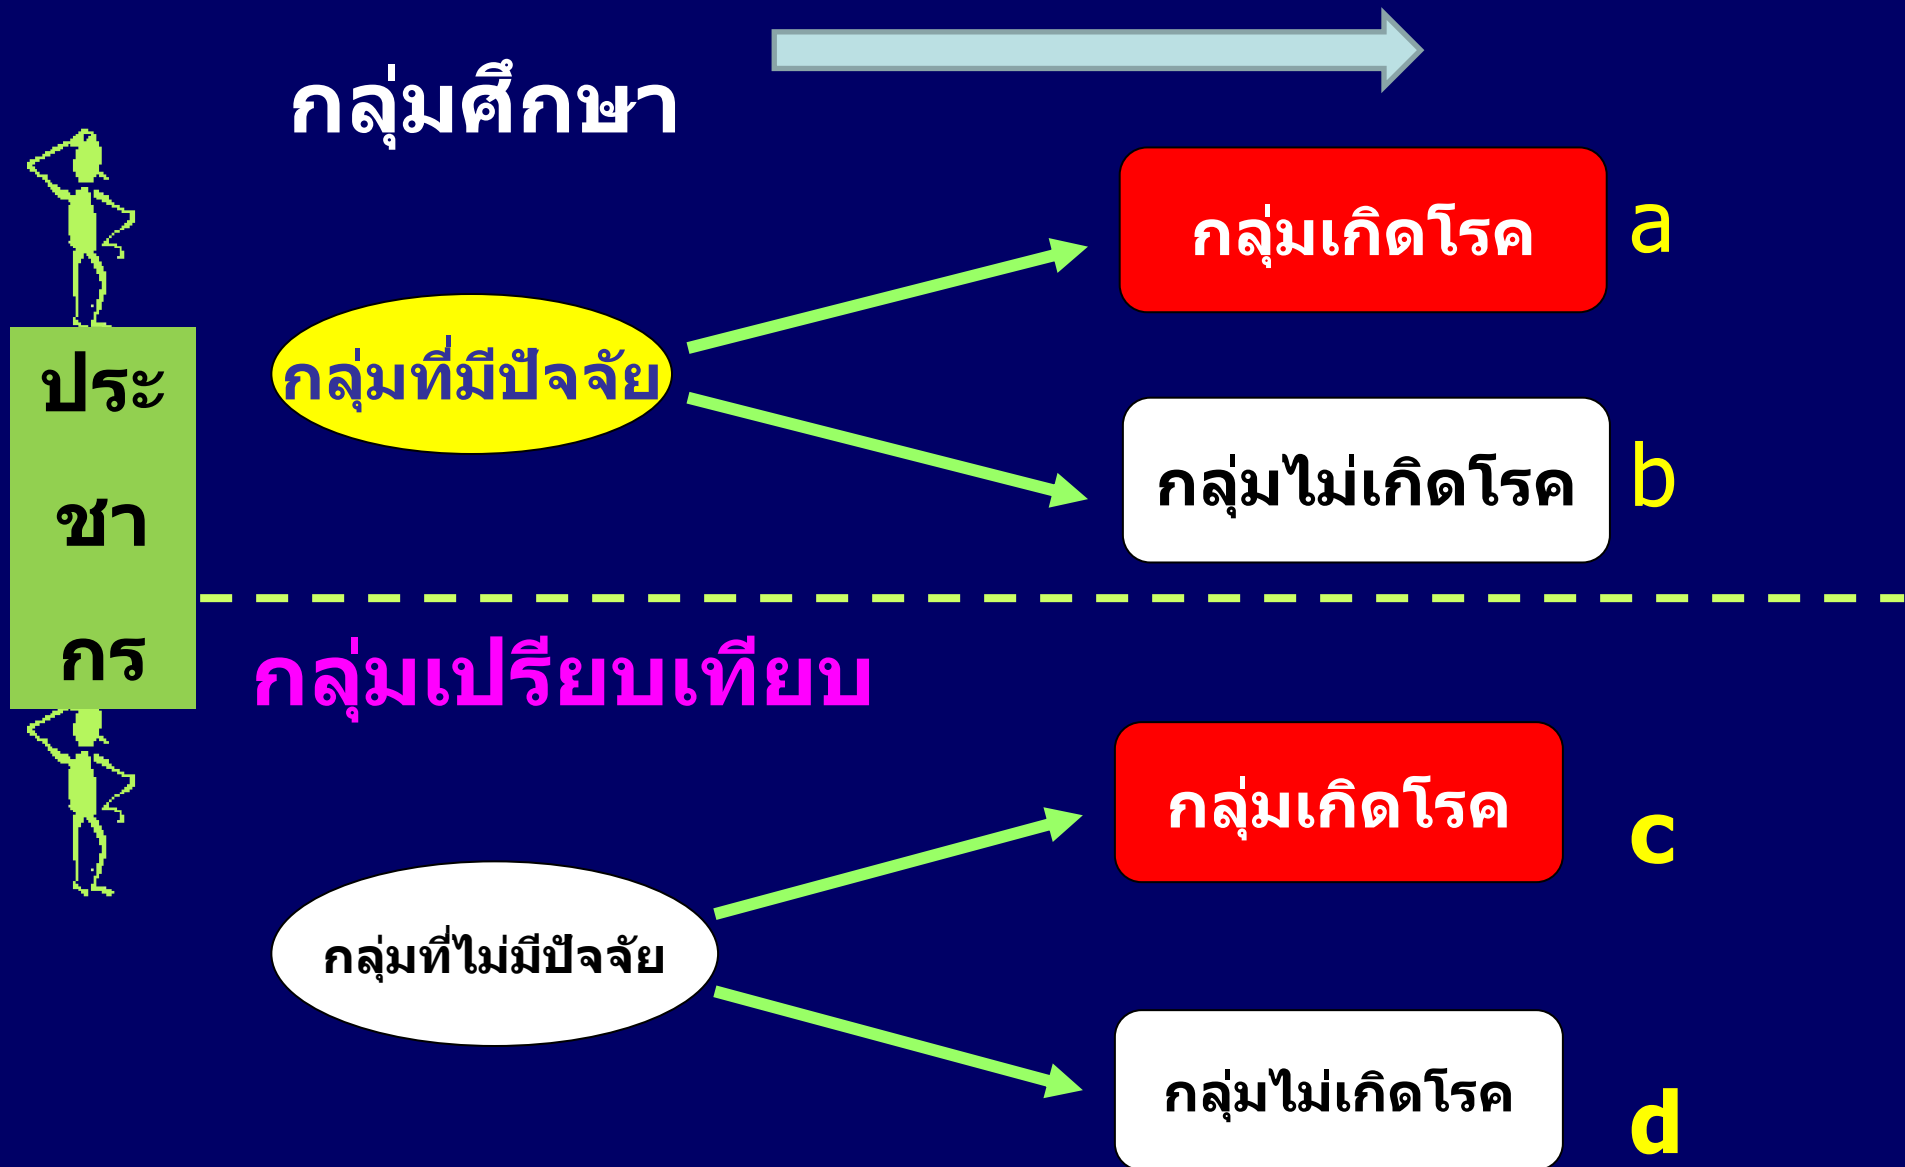 กลุ่มศึกษา
กลุ่มเกิดโรค a
กลุ่มที่มีปัจจัย
กลุ่มไม่เกิดโรค b
ประ
ชา
กร
กลุ่มเปรียบเทียบ
กลุ่มเกิดโรค c
กลุ่มที่ไม่มีปัจจัย
กลุ่มไม่เกิดโรค d